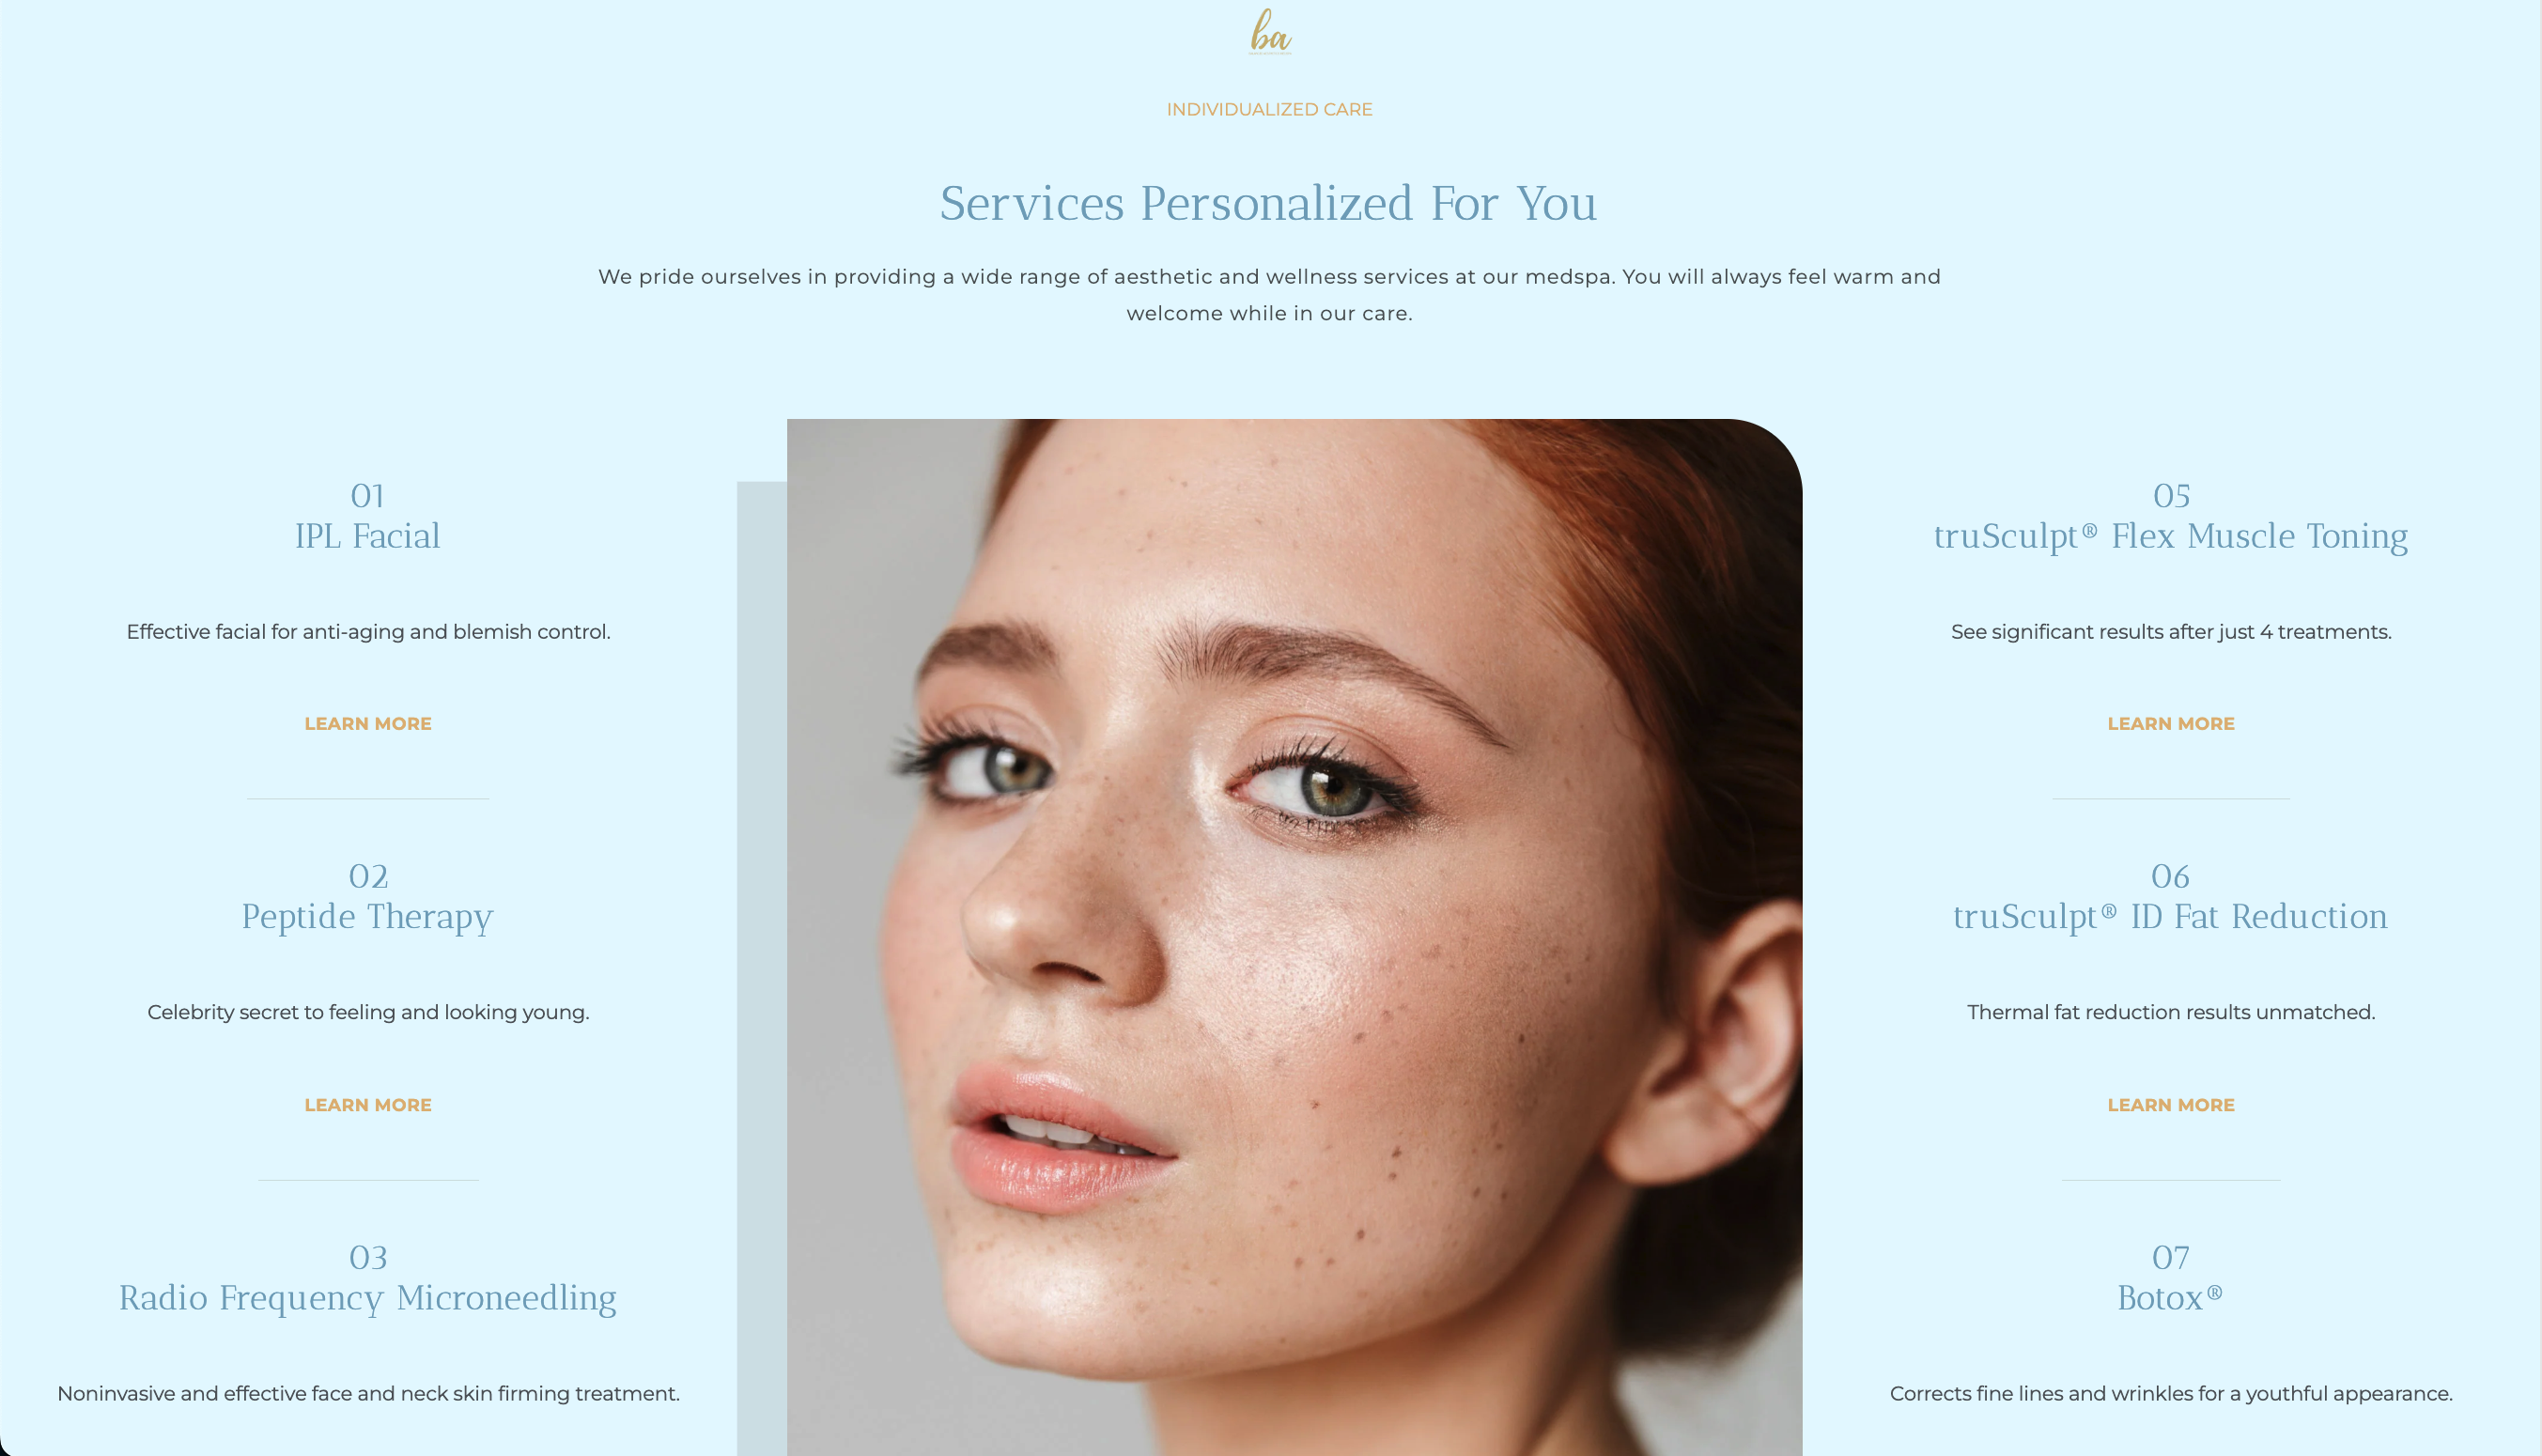 ba
INDIVIDUALIZED CARE
Services Personalized For You
We pride ourselves in providing a wide range of aesthetic and wellness services at our medspa. You will always feel warm and
welcome while in our care.
01
IPL Facial
Effective facial for anti-aging and blemish control.
LEARN MORE
02
Peptide Therapy
Celebrity secret to feeling and looking young.
LEARN MORE
03
Radio Frequency Microneedling
Noninvasive and effective face and neck skin firming treatment.
05
truSculpt® Flex Muscle Toning
See significant results after just 4 treatments.
LEARN MORE
06
truSculpt® ID Fat Reduction
Thermal fat reduction results unmatched.
LEARN MORE
07
Botox®
Corrects fine lines and wrinkles for a youthful appearance.